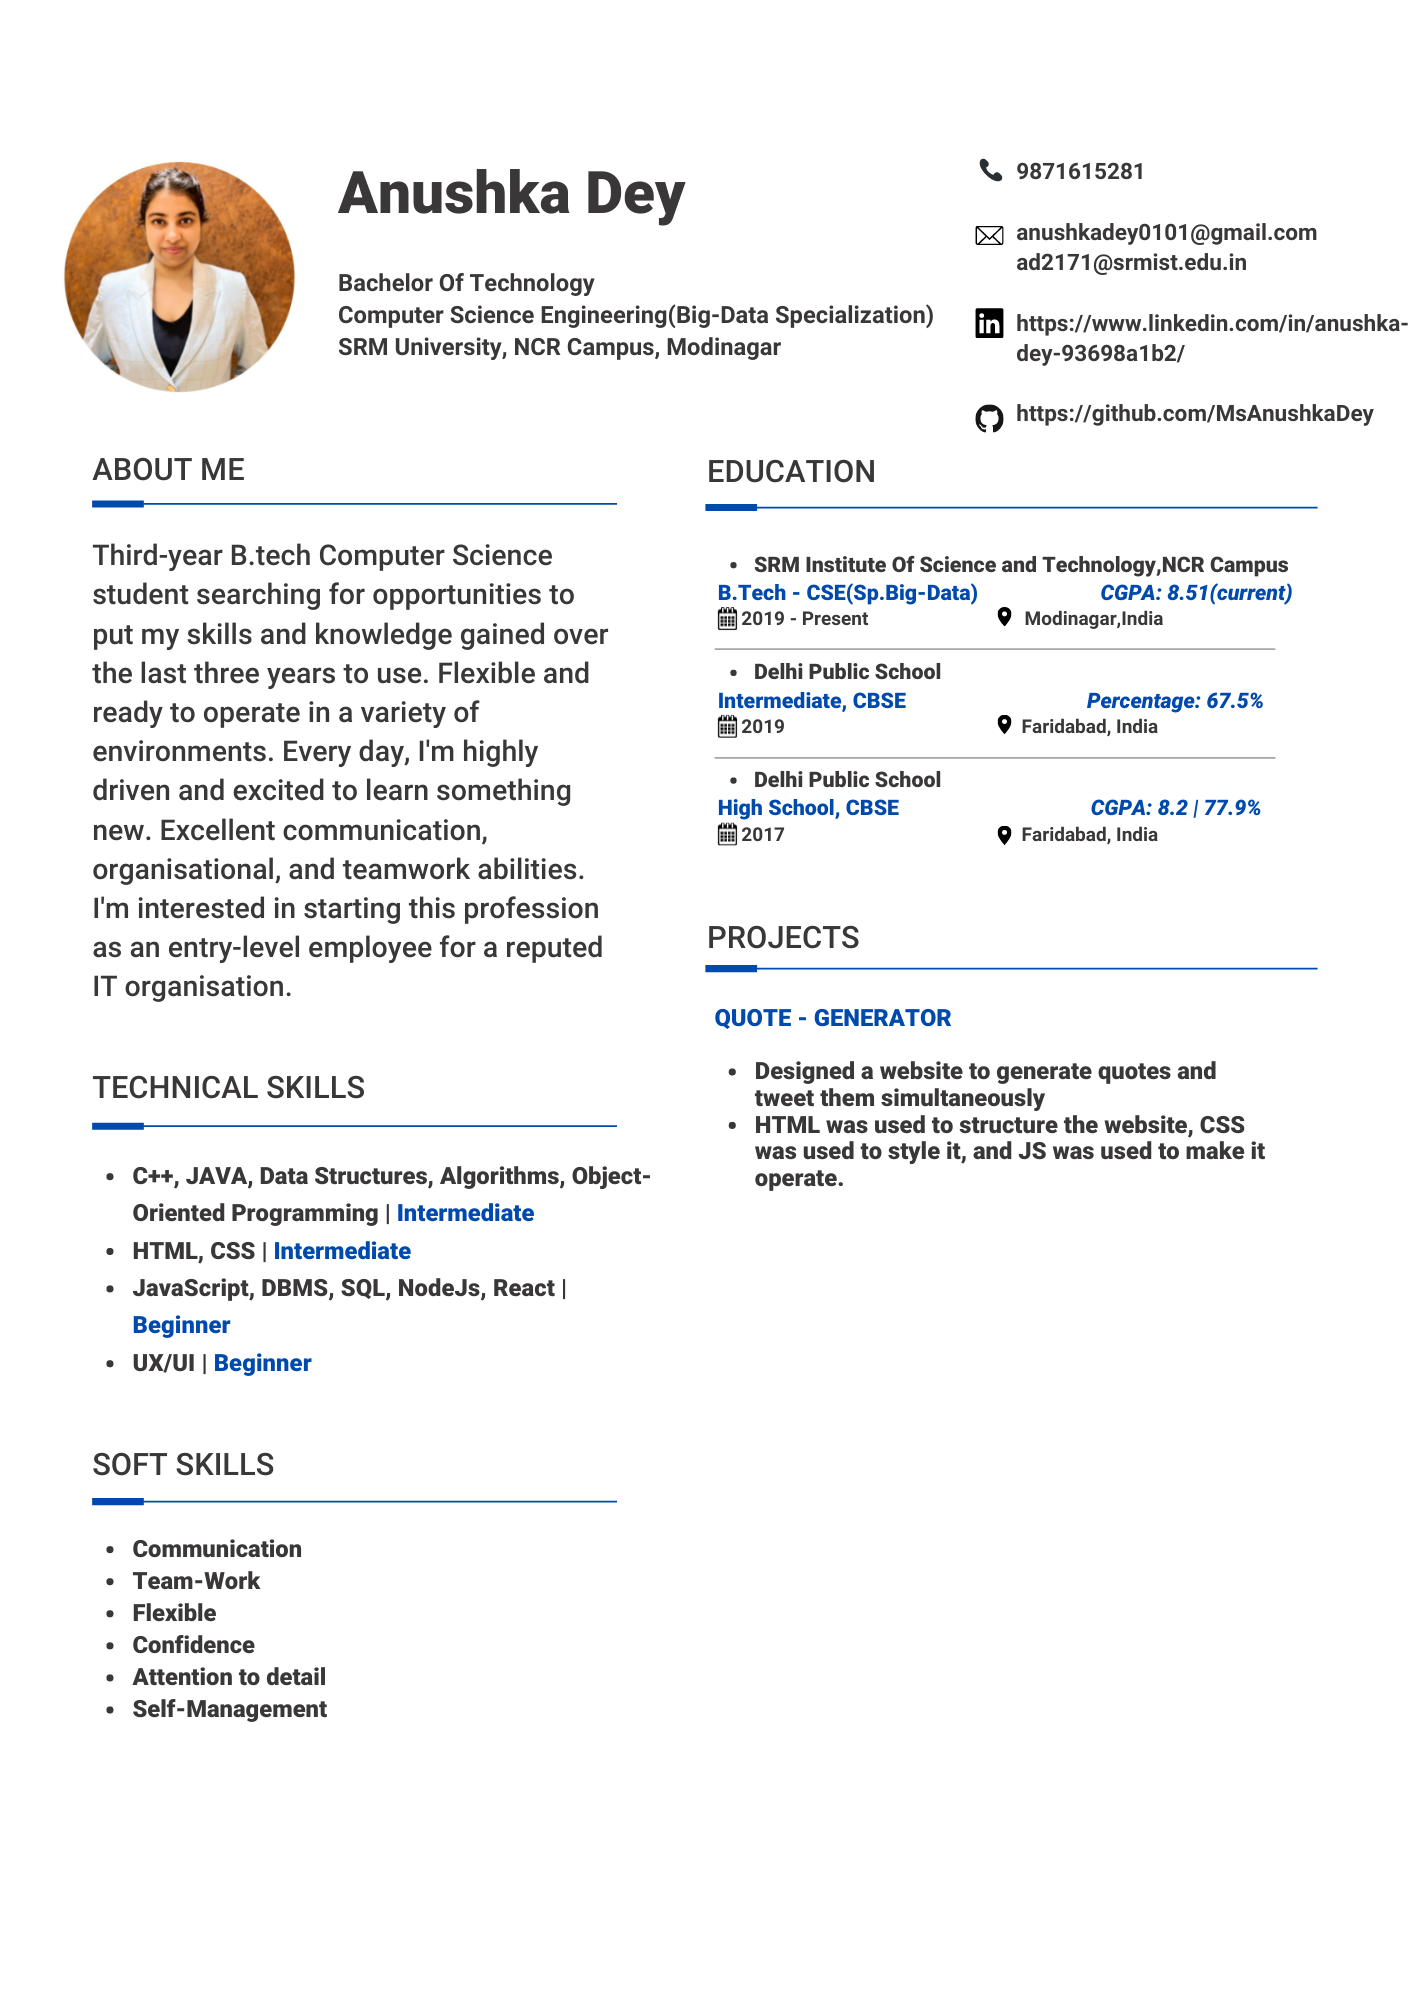 Anushka Dey
Bachelor Of Technology
Computer Science Engineering(Big-Data Specialization)
SRM University, NCR Campus, Modinagar
9871615281
anushkadey0101@gmail.com
ad2171@srmist.edu.in
https://www.linkedin.com/in/anushka-
dey-93698a1b2/
https://github.com/MsAnushkaDey
ABOUT ME
Third-year B.tech Computer Science
student searching for opportunities to
put my skills and knowledge gained over
the last three years to use. Flexible and
ready to operate in a variety of
environments. Every day, I'm highly
driven and excited to learn something
new. Excellent communication,
organisational, and teamwork abilities.
I'm interested in starting this profession
as an entry-level employee for a reputed
IT organisation.
TECHNICAL SKILLS
• C++, JAVA, Data Structures, Algorithms, Object-
Oriented Programming | Intermediate
• HTML, CSS | Intermediate
• JavaScript, DBMS, SQL, NodeJs, React |
Beginner
• UX/UI | Beginner
SOFT SKILLS
• Communication
• Team-Work
• Flexible
• Confidence
• Attention to detail
• Self-Management
EDUCATION
• SRM Institute Of Science and Technology,NCR Campus
B.Tech - CSE(Sp.Big-Data) CGPA: 8.51(current)
2019 - Present Modinagar,India
• Delhi Public School
Intermediate, CBSE Percentage: 67.5%
2019 Faridabad, India
• Delhi Public School
High School, CBSE CGPA: 8.2 | 77.9%
2017 Faridabad, India
PROJECTS
QUOTE - GENERATOR
• Designed a website to generate quotes and
tweet them simultaneously
• HTML was used to structure the website, CSS
was used to style it, and JS was used to make it
operate.